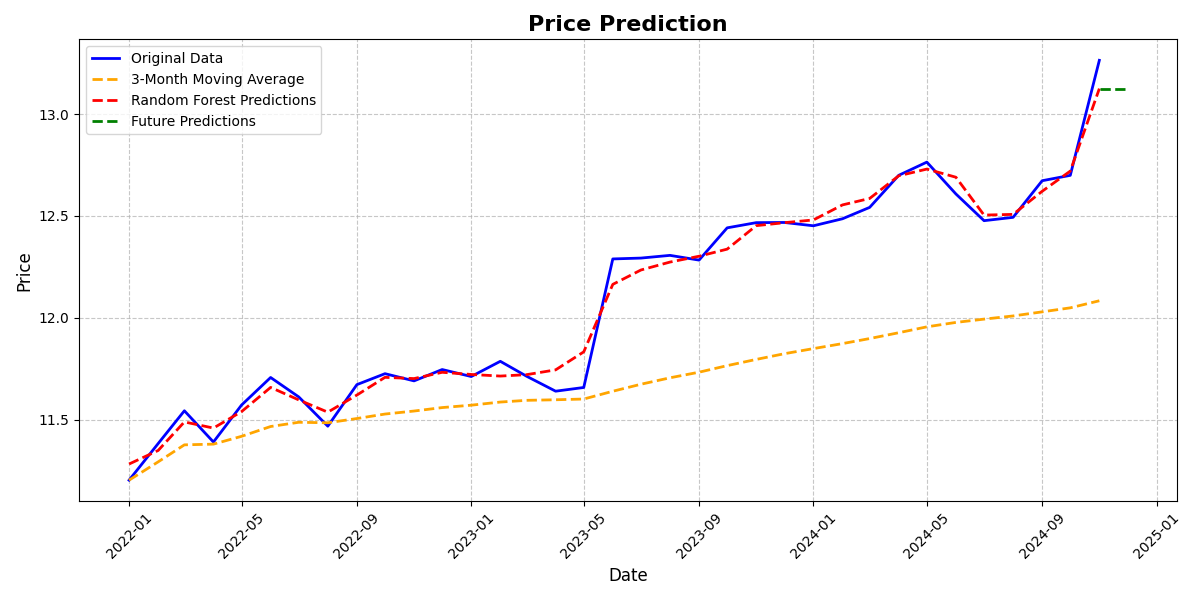 Price Prediction
Original Data
3-Month Moving Average
Random Forest Predictions
Future Predictions
Price
13.0
12.5
12.0
11.5
2022-01
2022-05
2022-09
2023-01
2023-05
2023-09
2024-01
2024-05
2024-09
2025-01
Date